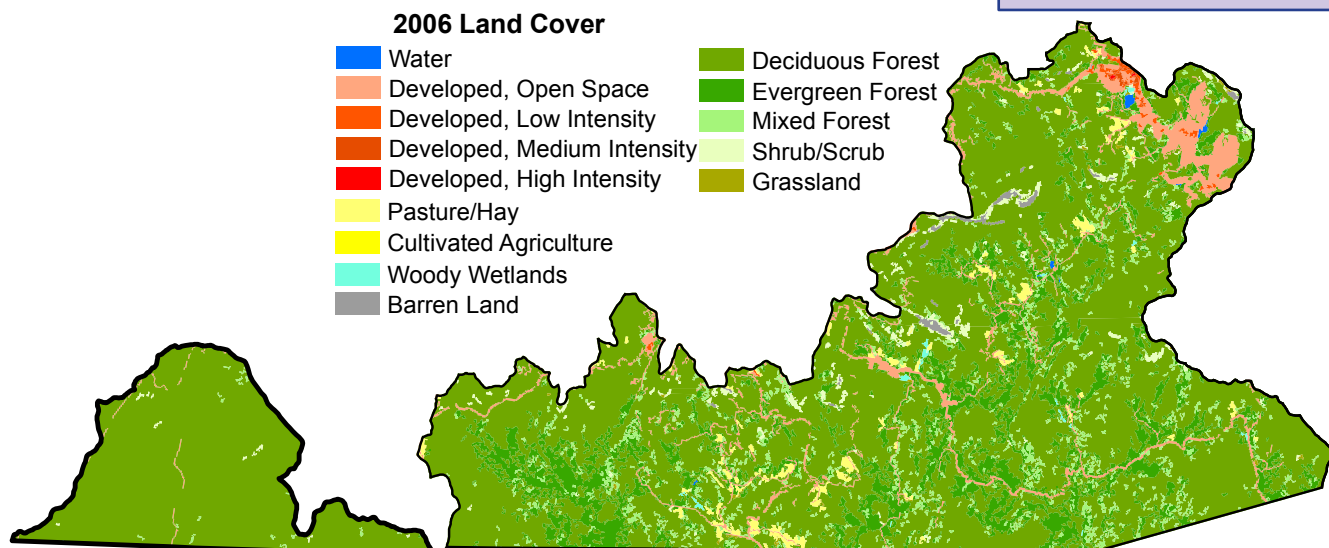 2006 Land Cover
Water
Developed, Open Space
Developed, Low Intensity
Developed, Medium Intensity
Developed, High Intensity
Pasture/Hay
Cultivated Agriculture
Woody Wetlands
Barren Land
Deciduous Forest
Evergreen Forest
Mixed Forest
Shrub/Scrub
Grassland